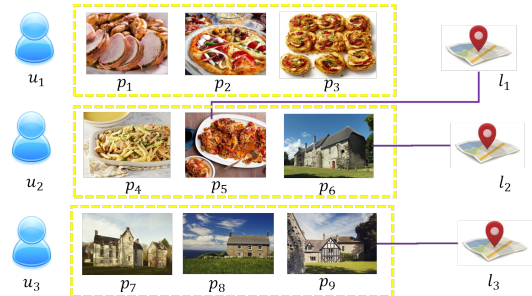 u₁ p₁ p₂ p₃ l₁
u₂ p₄ p₅ p₆ l₂
u₃ p₇ p₈ p₉ l₃